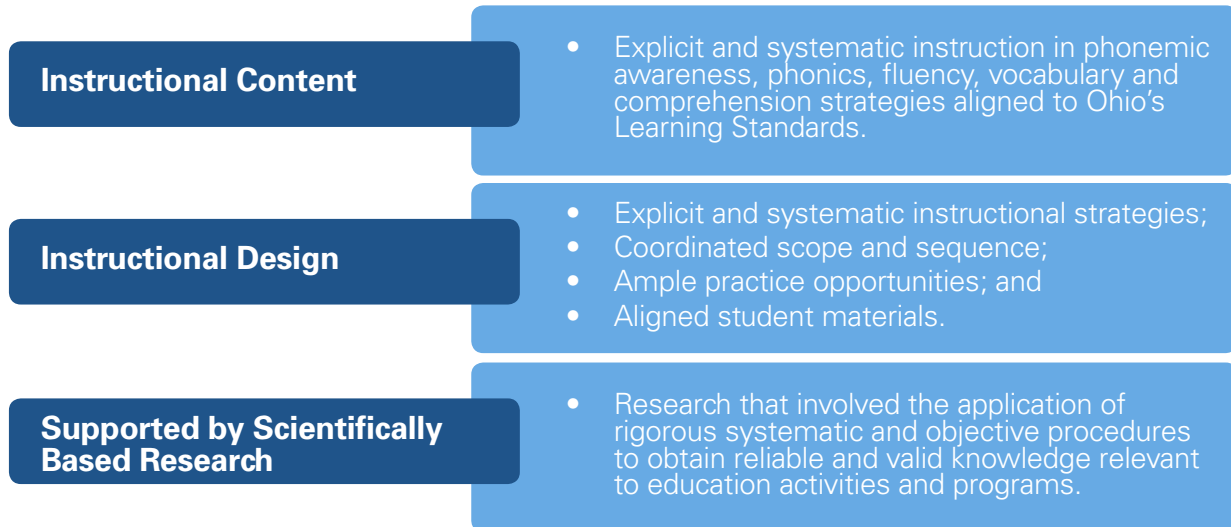 Instructional Content
• Explicit and systematic instruction in phonemic
awareness, phonics, fluency, vocabulary and
comprehension strategies aligned to Ohio's
Learning Standards.
Instructional Design
• Explicit and systematic instructional strategies;
• Coordinated scope and sequence;
• Ample practice opportunities; and
• Aligned student materials.
Supported by Scientifically
Based Research
• Research that involved the application of
rigorous systematic and objective procedures
to obtain reliable and valid knowledge relevant
to education activities and programs.